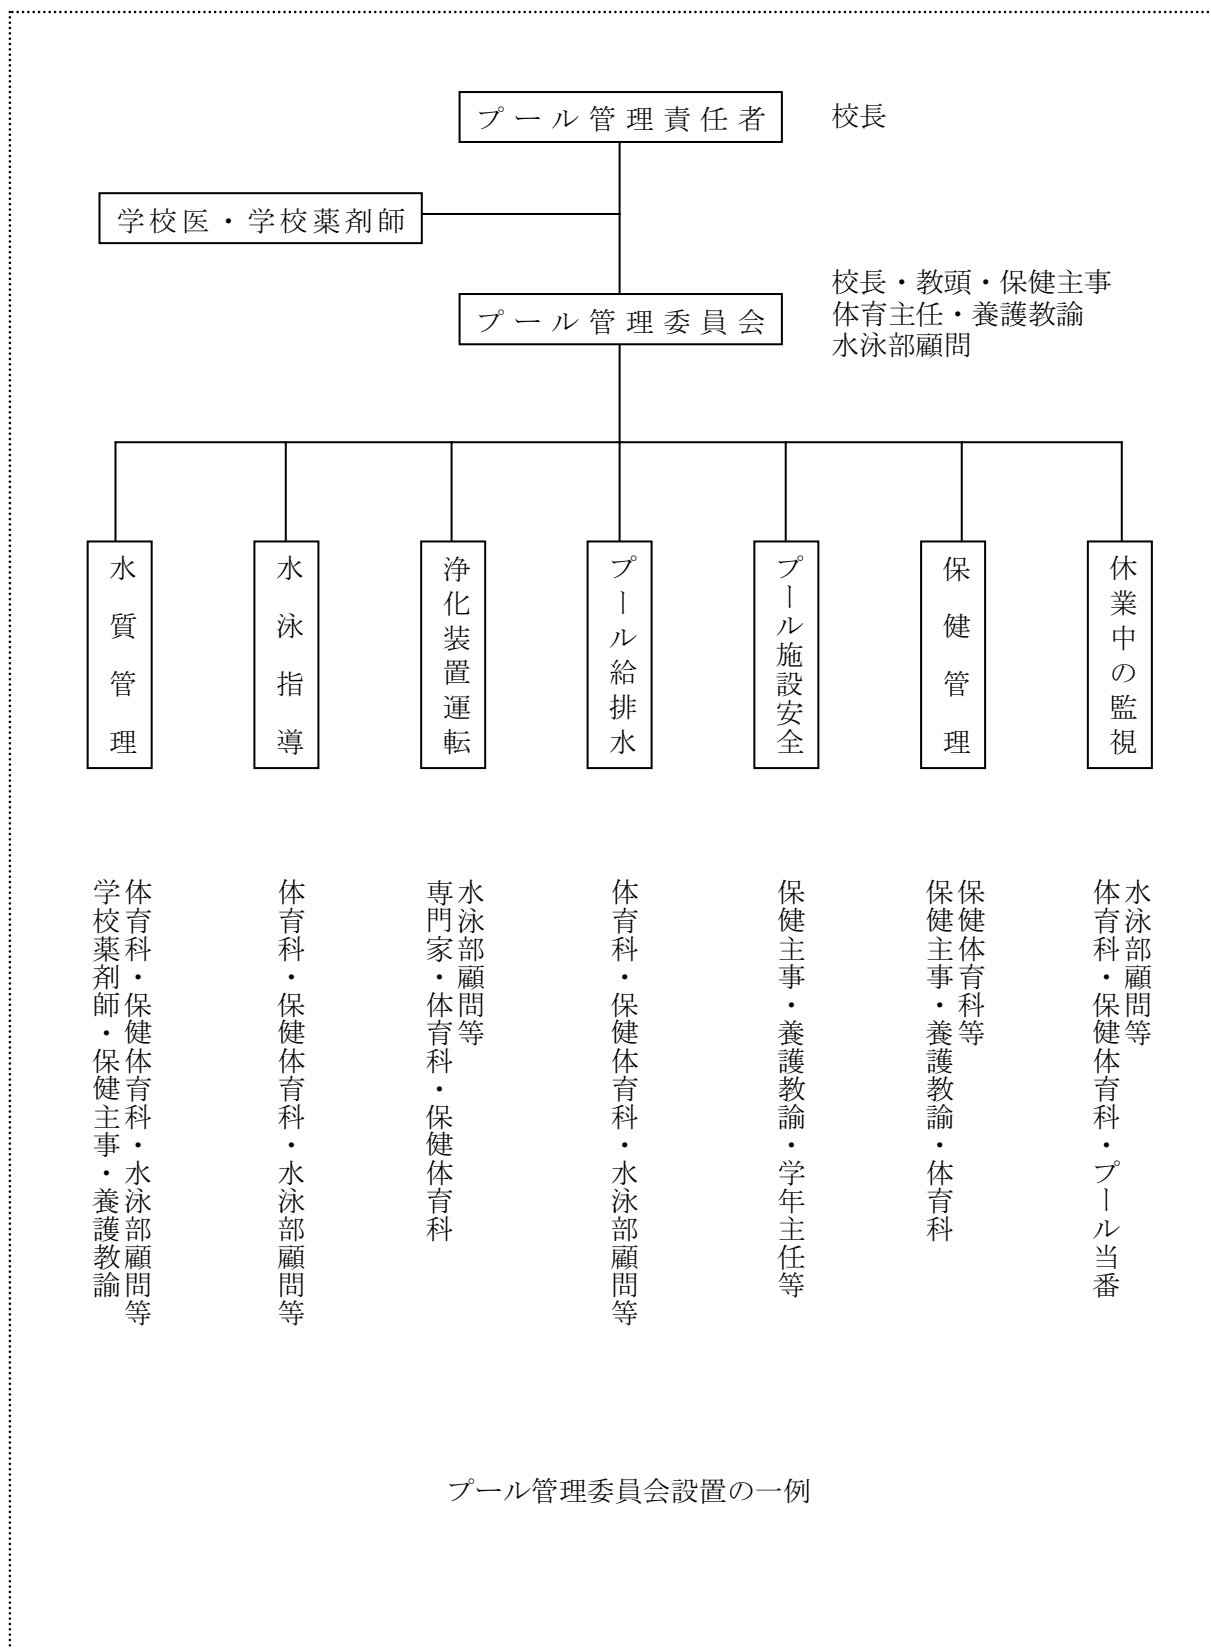 プール管理責任者
校長
学校医・学校薬剤師
プール管理委員会
校長・教頭・保健主事
体育主任・養護教諭
水泳部顧問
水質管理
水泳指導
浄化装置運転
プール給排水
プール施設安全
保健管理
休業中の監視
学校薬剤師・保健主事・養護教諭
体育科・保健体育科・水泳部顧問等
体育科・保健体育科・水泳部顧問等
専門家・体育科・保健体育科
水泳部顧問等
体育科・保健体育科・水泳部顧問等
保健主事・養護教諭・学年主任等
保健主事・養護教諭・体育科
保健体育科等
体育科・保健体育科・プール当番
水泳部顧問等
プール管理委員会設置の一例